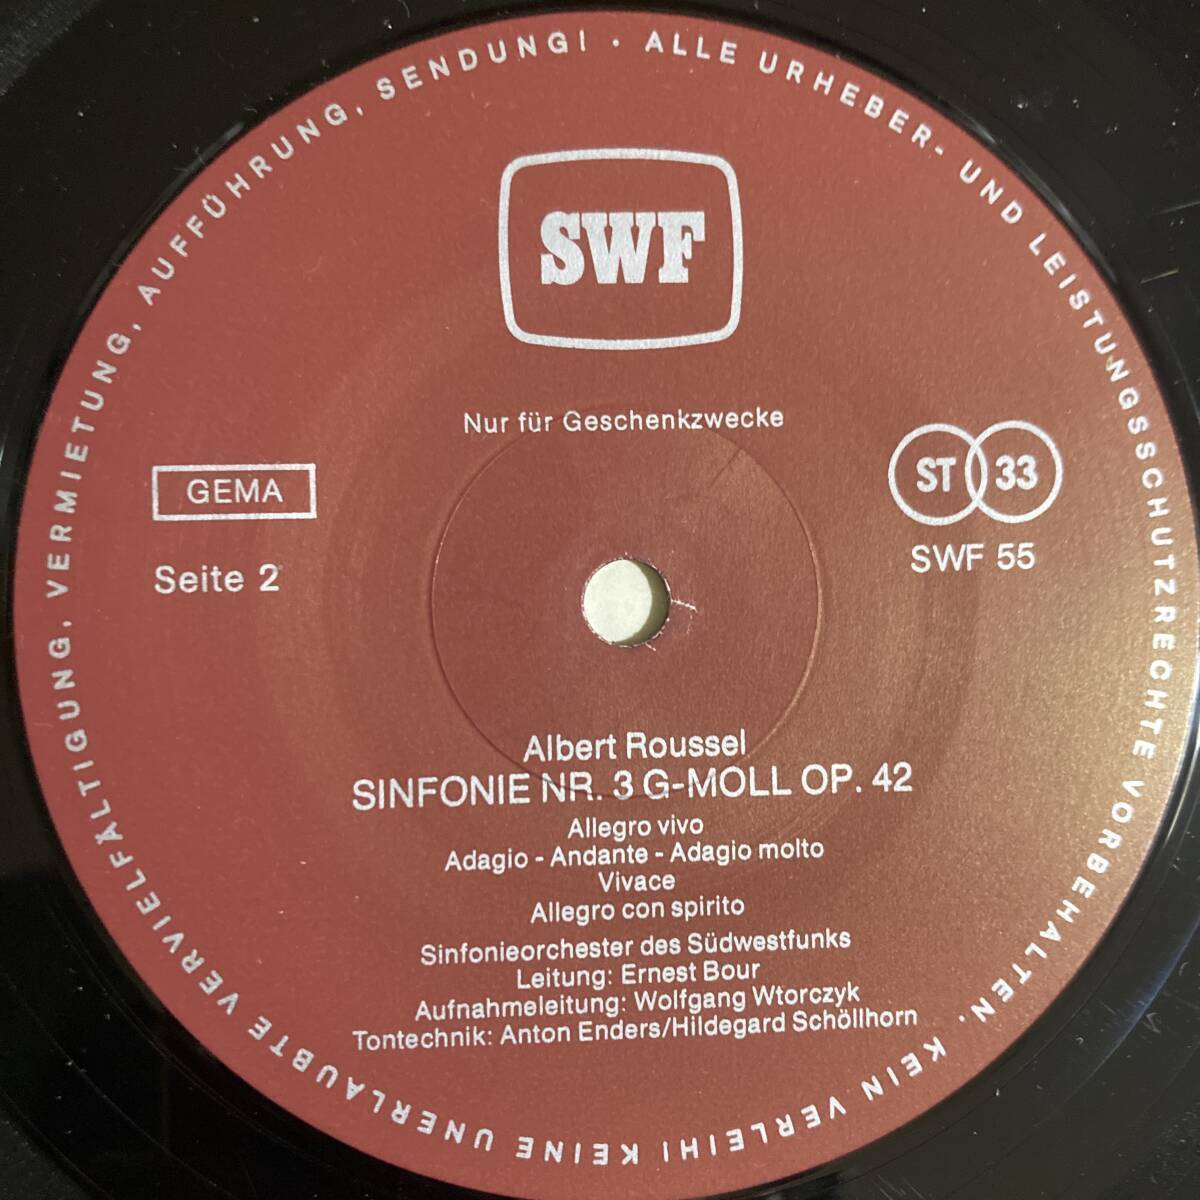 ALLE URHEBER- UND LEISTUNGSSCHUTZRECHTE VORBEHALTEN. KEIN VERLEIH! KEINE UNERLAUBTE VERVIELFÄLTIGUNG, VERMIETUNG, AUFFÜHRUNG, SENDUNG! ·
SWF
Nur für Geschenkzwecke
GEMA
Seite 2
ST 33
SWF 55
Albert Roussel
SINFONIE NR. 3 G-MOLL OP. 42
Allegro vivo
Adagio - Andante - Adagio molto
Vivace
Allegro con spirito
Sinfonieorchester des Südwestfunks
Leitung: Ernest Bour
Aufnahmeleitung: Wolfgang Wtorczyk
Tontechnik: Anton Enders/Hildegard Schöllhorn